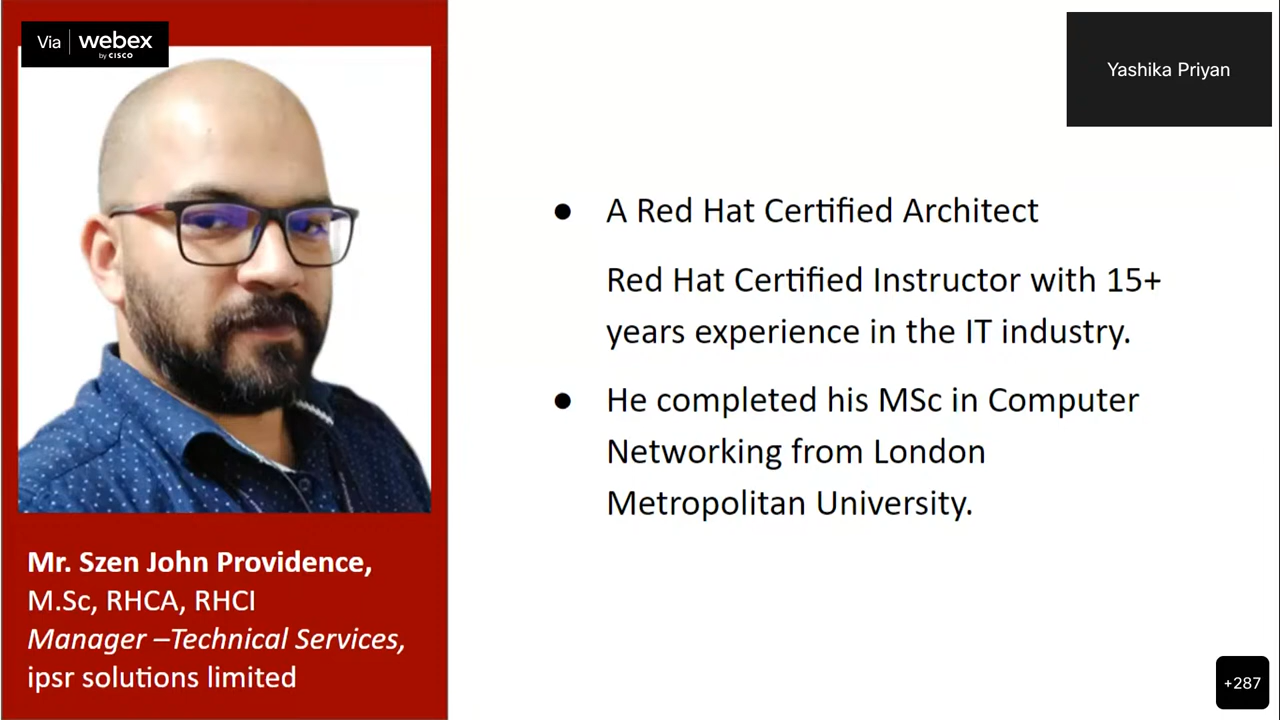 Via webex
by CISCO
Yashika Priyan
● A Red Hat Certified Architect
Red Hat Certified Instructor with 15+
years experience in the IT industry.
● He completed his MSc in Computer
Networking from London
Metropolitan University.
Mr. Szen John Providence,
M.Sc, RHCA, RHCI
Manager –Technical Services,
ipsr solutions limited
+287